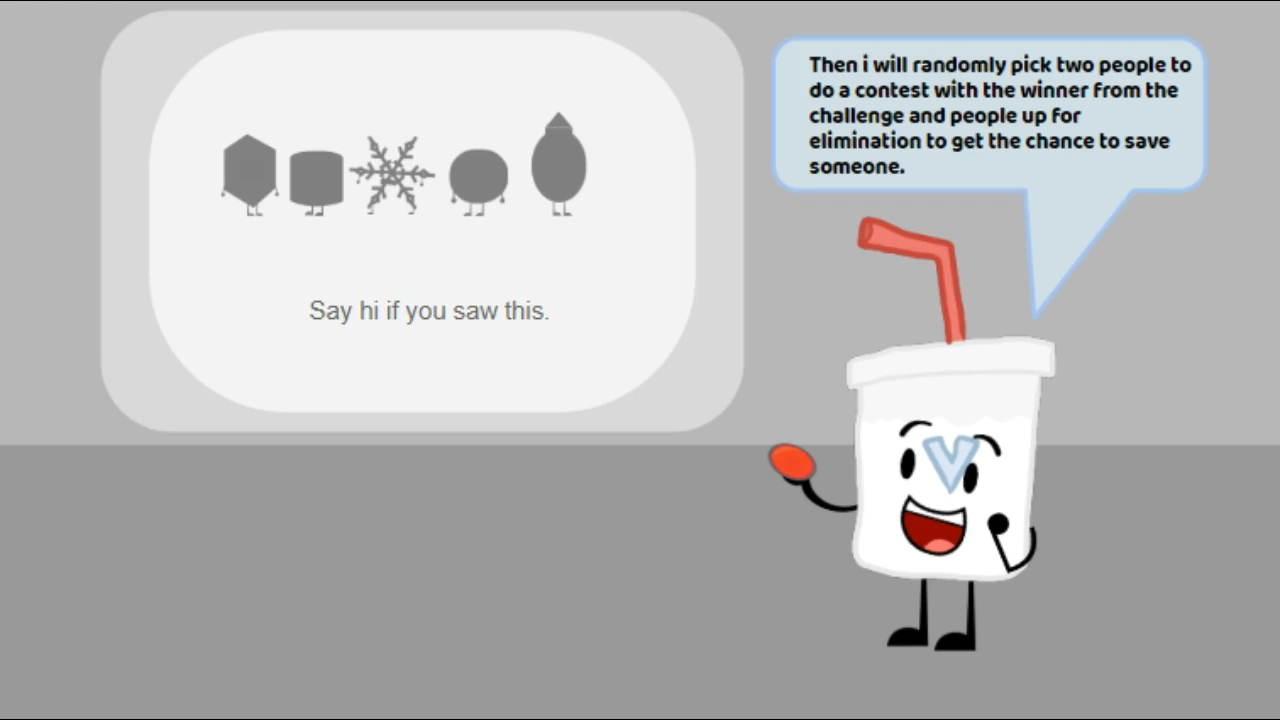 Then i will randomly pick two people to
do a contest with the winner from the
challenge and people up for
elimination to get the chance to save
someone.
Say hi if you saw this.
V